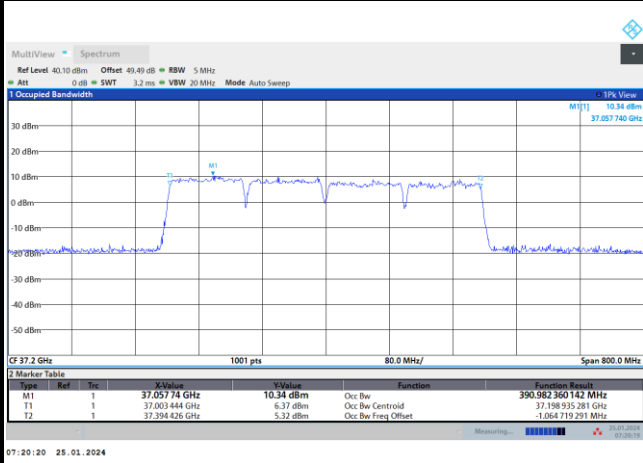 MultiView Spectrum
Ref Level 40.10 dBm Offset 49.49 dB RBW 5 MHz
Att 0 dB SWT 3.2 ms VBW 20 MHz Mode Auto Sweep
1 Occupied Bandwidth 1Pk View
M1[1] 10.34 dBm
37.057 740 GHz
30 dBm
20 dBm
M1
T1 T2
10 dBm
0 dBm
-10 dBm
-20 dBm
-30 dBm
-40 dBm
-50 dBm
CF 37.2 GHz 1001 pts 80.0 MHz/ Span 800.0 MHz
2 Marker Table
Type Ref Trc X-Value Y-Value Function Function Result
M1 1 37.057 74 GHz 10.34 dBm Occ Bw 390.982 360 142 MHz
T1 1 37.003 444 GHz 6.37 dBm Occ Bw Centroid 37.198 935 281 GHz
T2 1 37.394 426 GHz 5.32 dBm Occ Bw Freq Offset -1.064 719 291 MHz
Measuring... 25.01.2024
07:20:19
07:20:20 25.01.2024